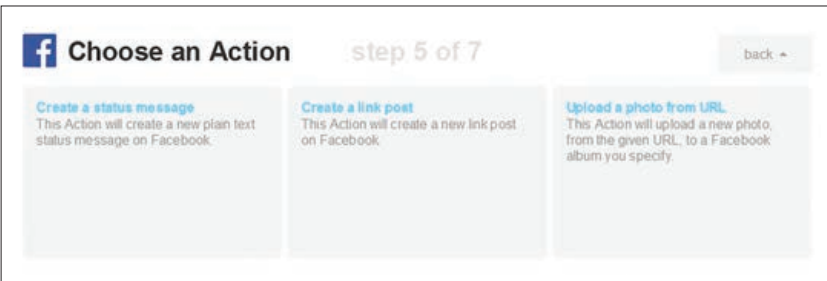 Choose an Action step 5 of 7 back
Create a status message
This Action will create a new plain text
status message on Facebook.
Create a link post
This Action will create a new link post
on Facebook
Upload a photo from URL
This Action will upload a new photo,
from the given URL, to a Facebook
album you specify.